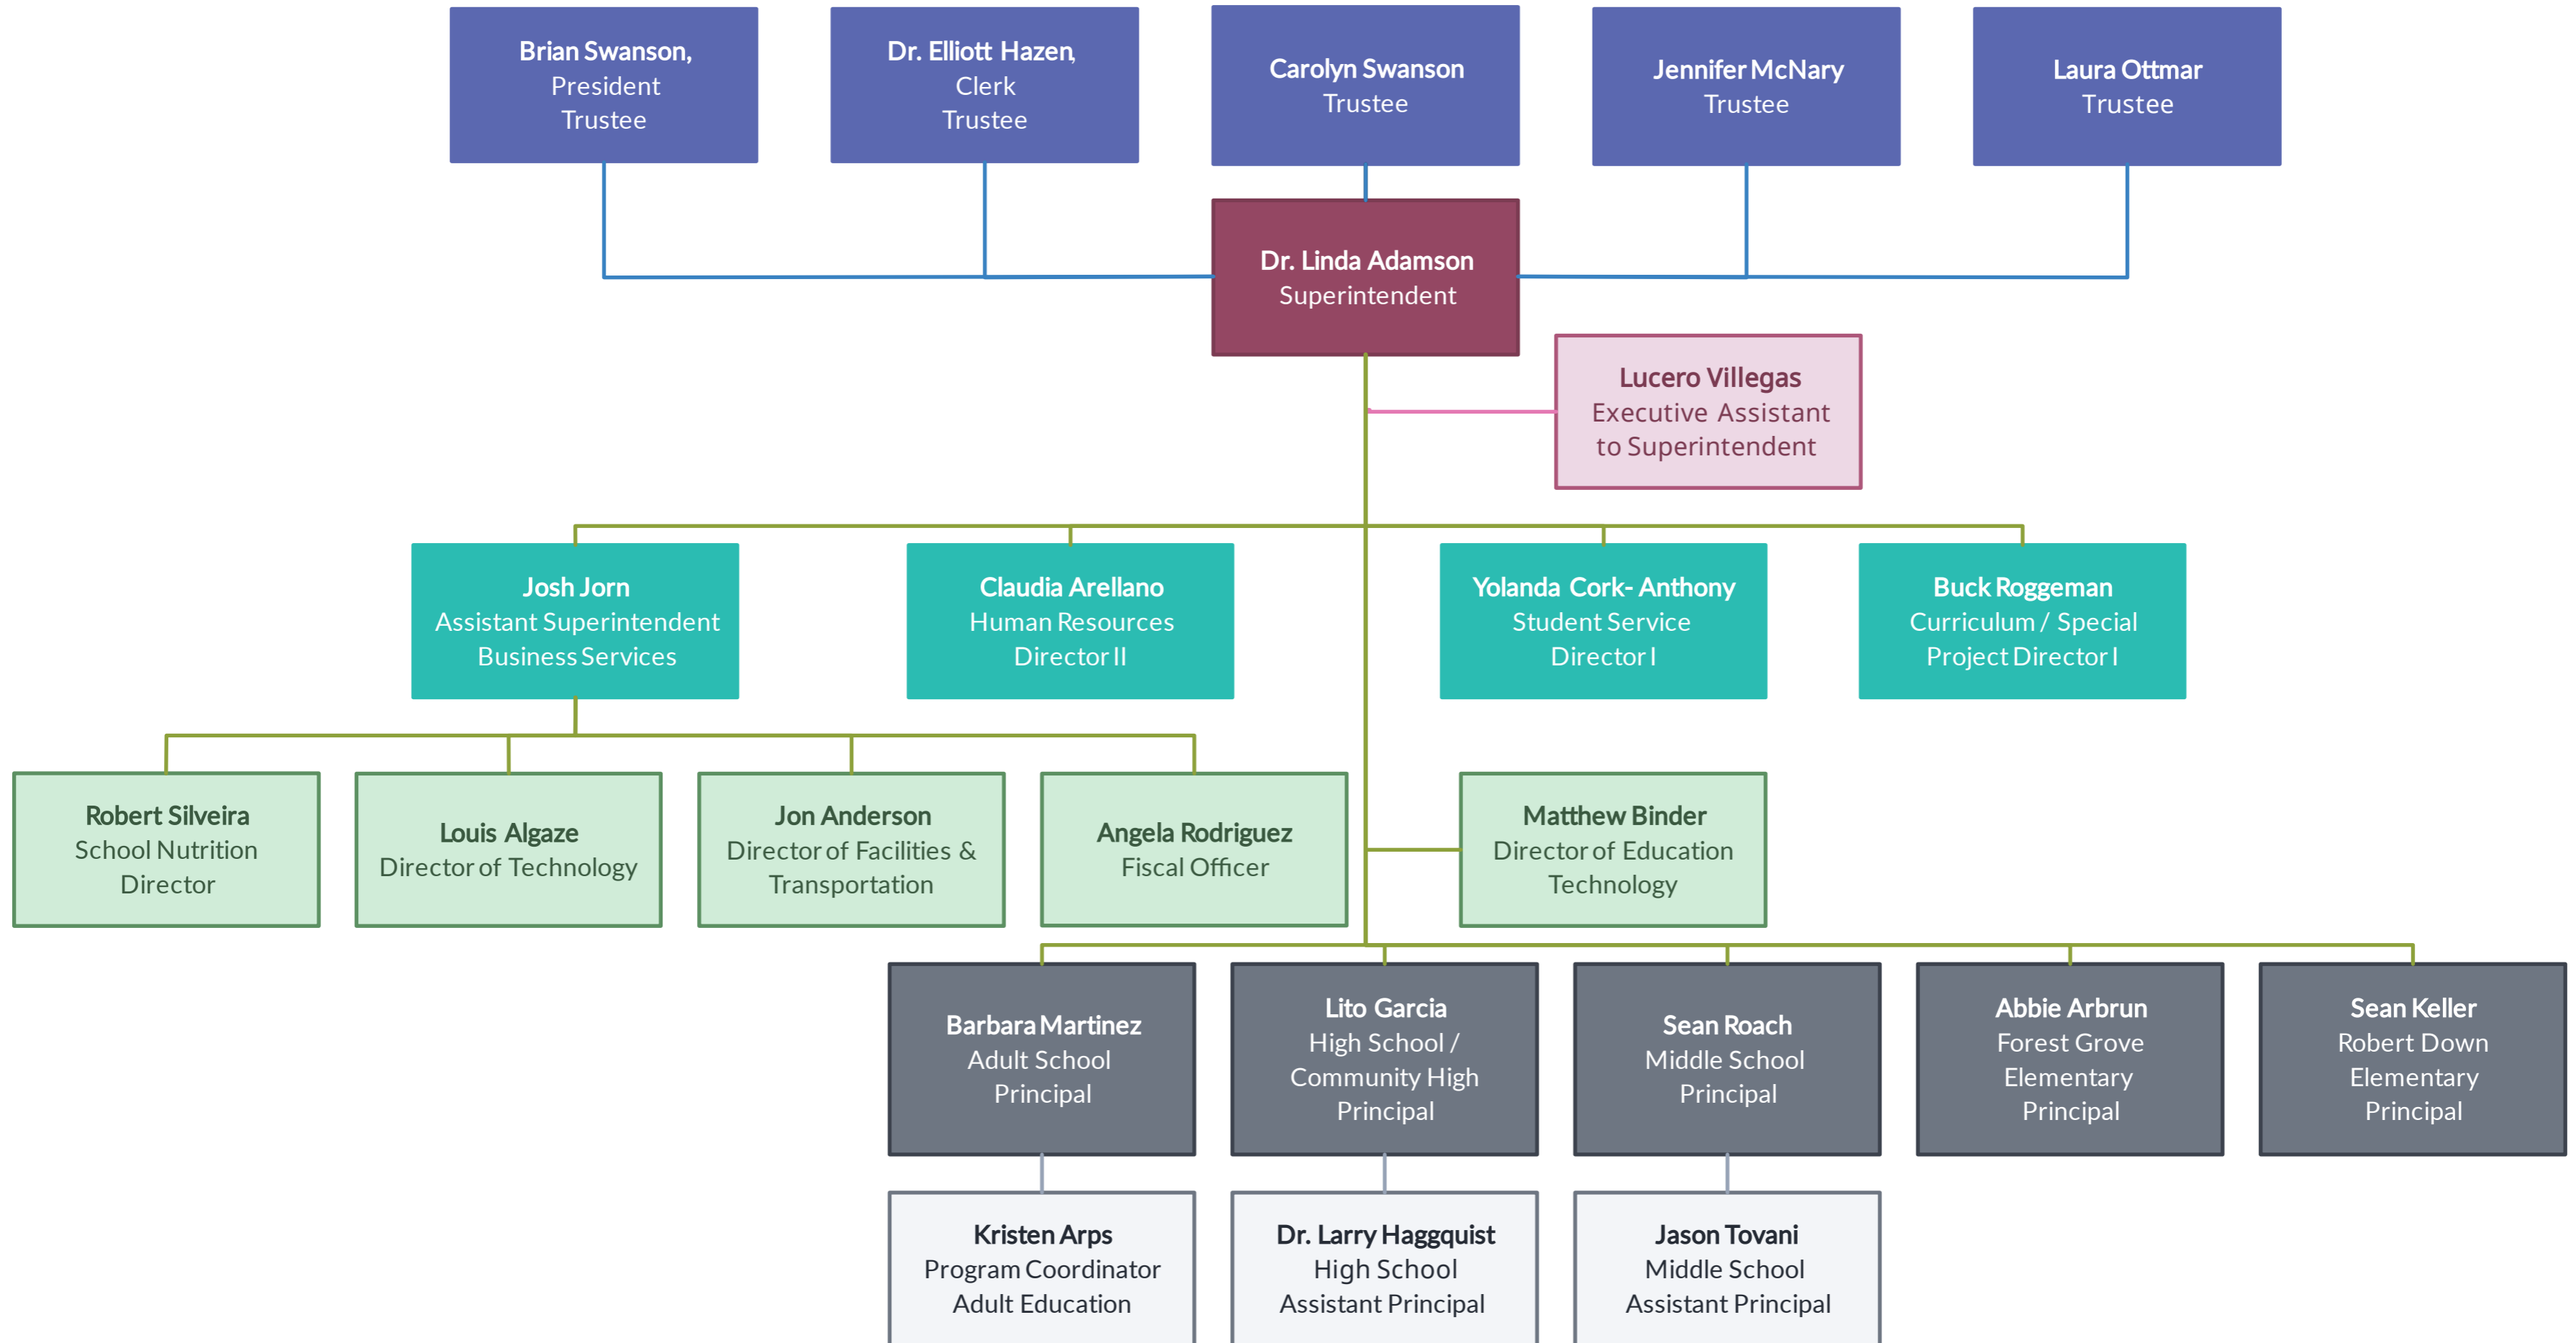 Brian Swanson,
President
Trustee
Dr. Elliott Hazen,
Clerk
Trustee
Carolyn Swanson
Trustee
Jennifer McNary
Trustee
Laura Ottmar
Trustee
Dr. Linda Adamson
Superintendent
Lucero Villegas
Executive Assistant
to Superintendent
Josh Jorn
Assistant Superintendent
Business Services
Claudia Arellano
Human Resources
Director II
Yolanda Cork- Anthony
Student Service
Director I
Buck Roggeman
Curriculum / Special
Project Director I
Robert Silveira
School Nutrition
Director
Louis Algaze
Director of Technology
Jon Anderson
Director of Facilities &
Transportation
Angela Rodriguez
Fiscal Officer
Matthew Binder
Director of Education
Technology
Barbara Martinez
Adult School
Principal
Lito Garcia
High School /
Community High
Principal
Sean Roach
Middle School
Principal
Abbie Arbrun
Forest Grove
Elementary
Principal
Sean Keller
Robert Down
Elementary
Principal
Kristen Arps
Program Coordinator
Adult Education
Dr. Larry Haggquist
High School
Assistant Principal
Jason Tovani
Middle School
Assistant Principal